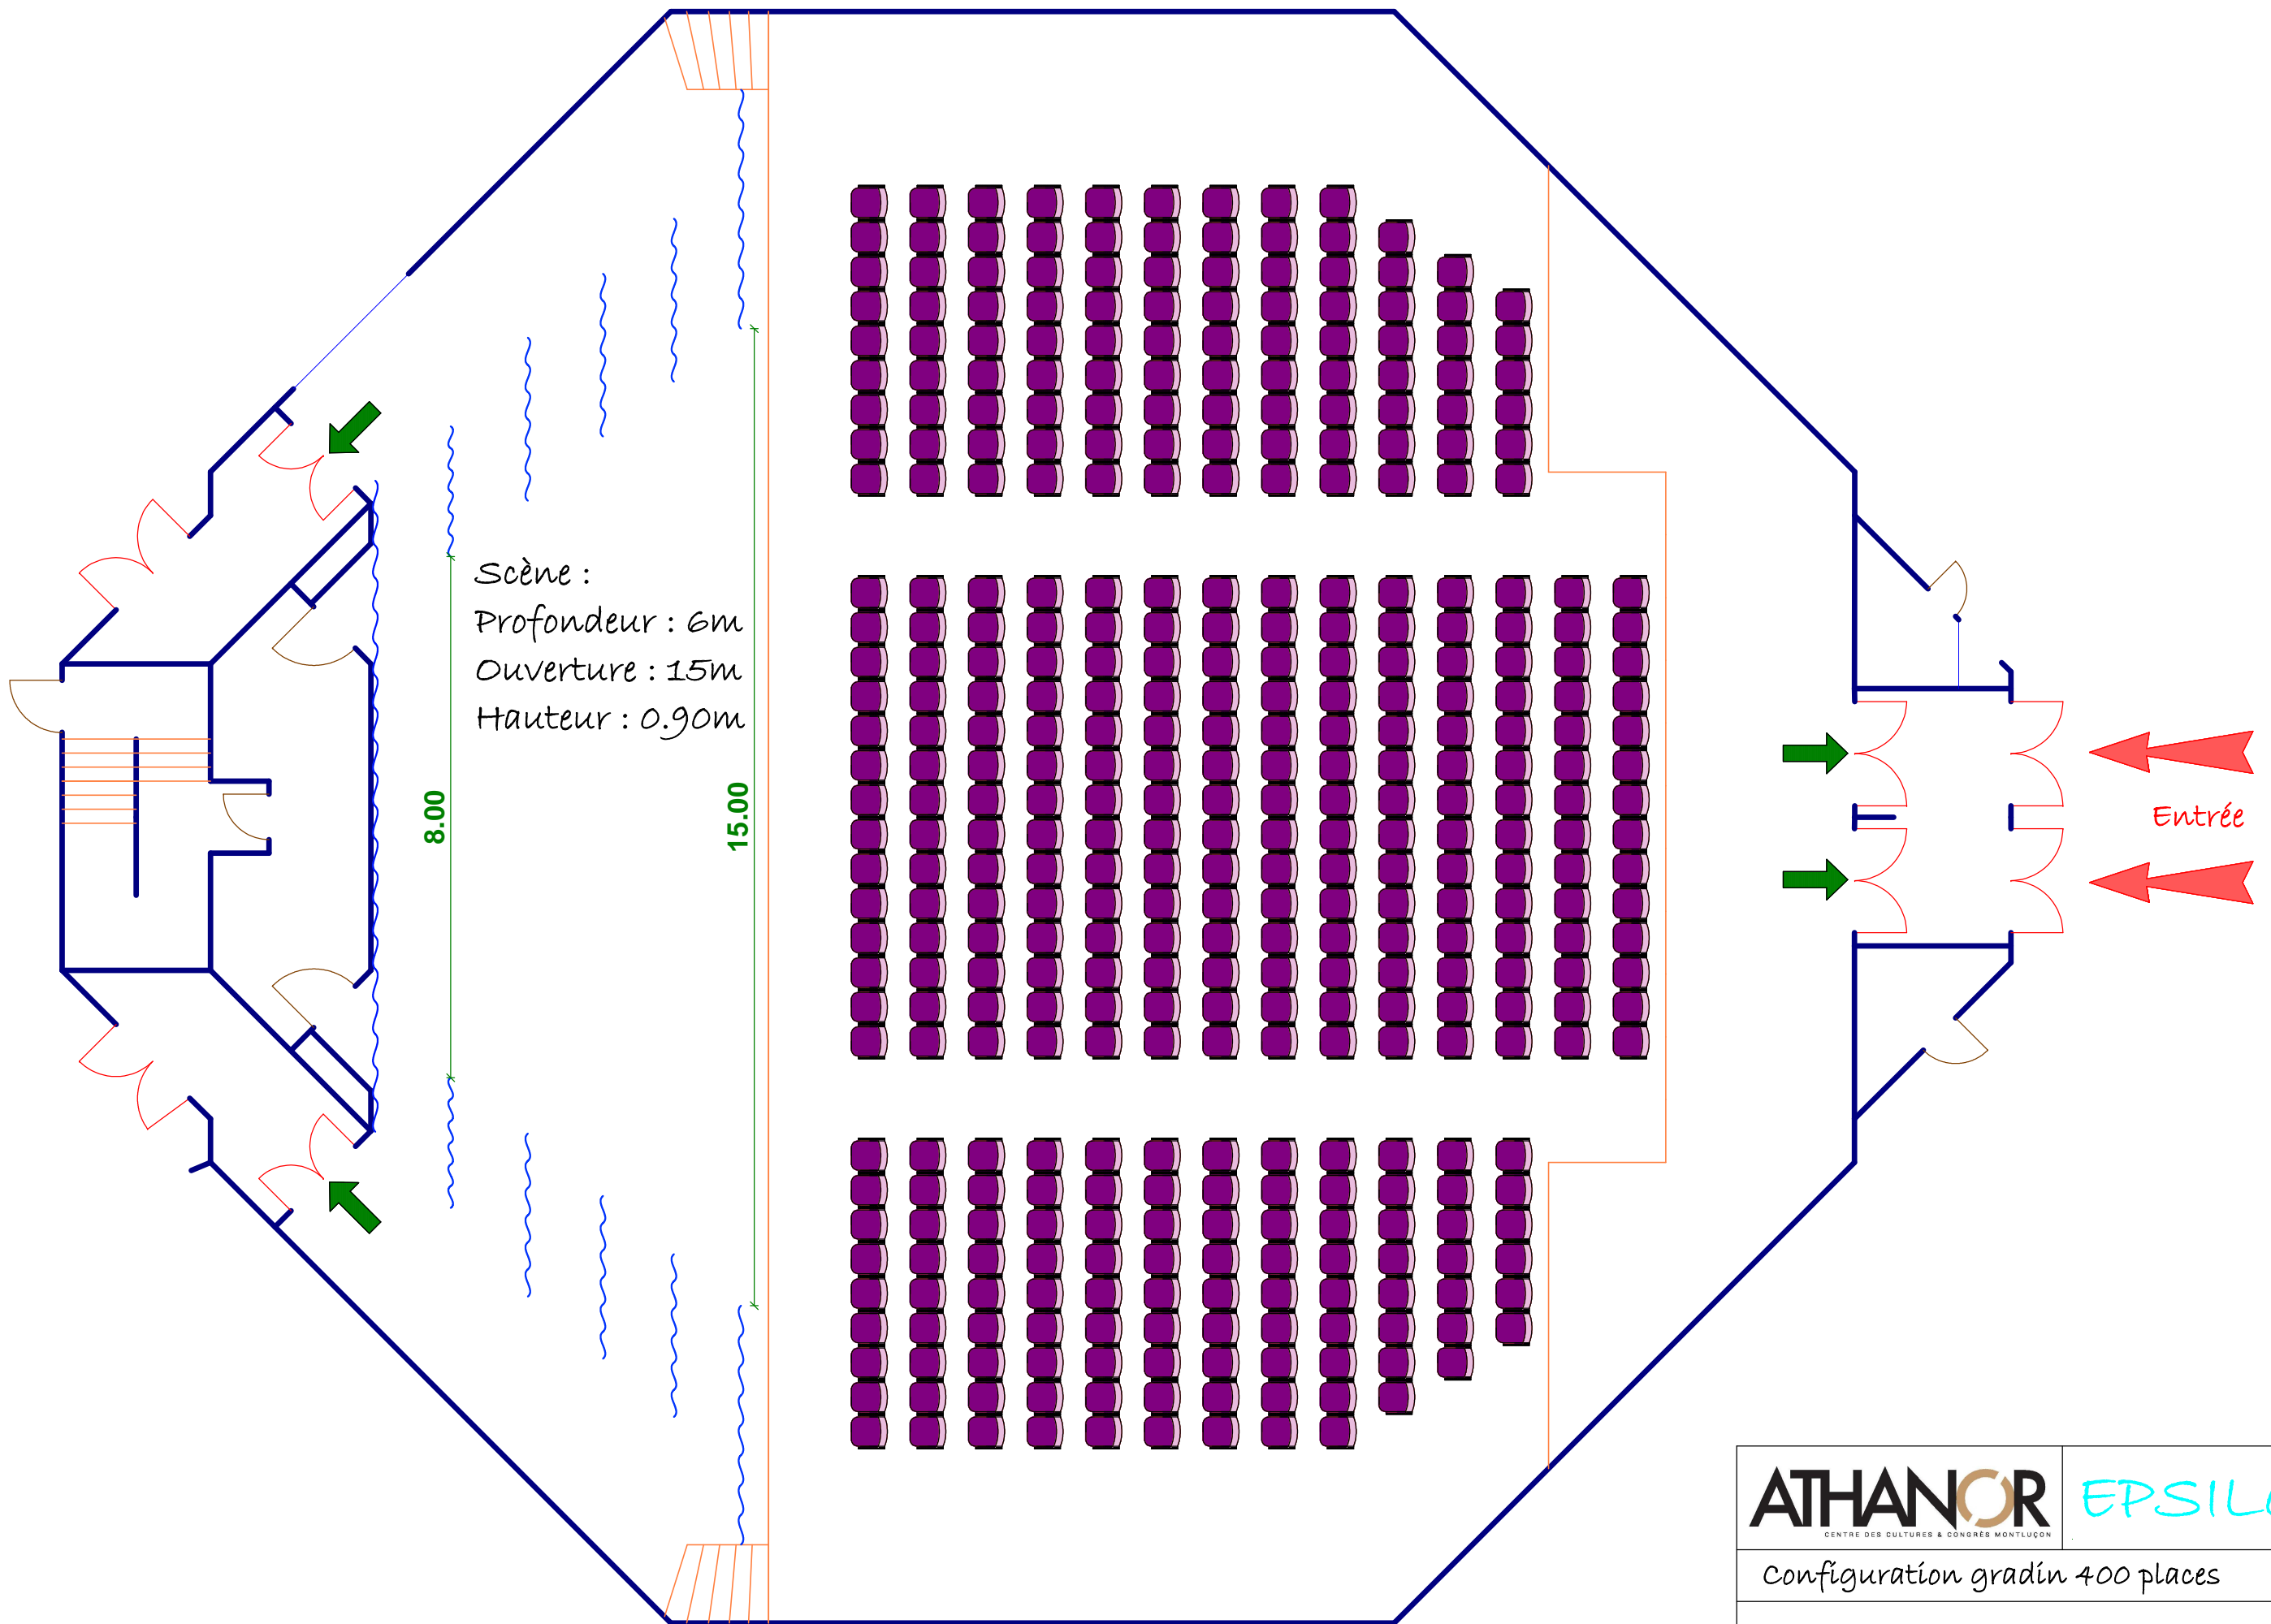 Scène :
Profondeur : 6m
Ouverture : 15m
Hauteur : 0.90m
8.00
15.00
Entrée
ATHANOR
CENTRE DES CULTURES & CONGRÈS MONTLUÇON
Configuration gradin 400 places